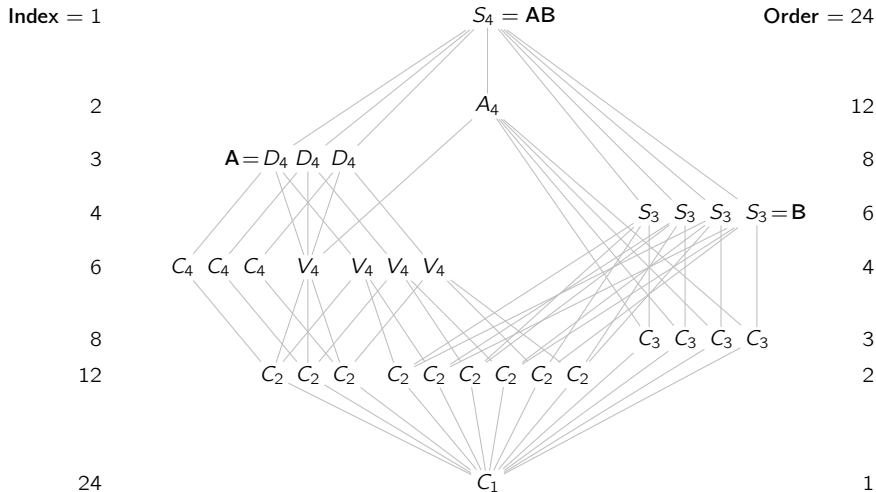 Index = 1 S₄ = AB Order = 24
2 A₄ 12
3 A = D₄ D₄ D₄ 8
4 S₃ S₃ S₃ S₃ = B 6
6 C₄ C₄ C₄ V₄ V₄ V₄ V₄ 4
8 C₃ C₃ C₃ C₃ 3
12 C₂ C₂ C₂ C₂ C₂ C₂ C₂ C₂ C₂ 2
24 C₁ 1